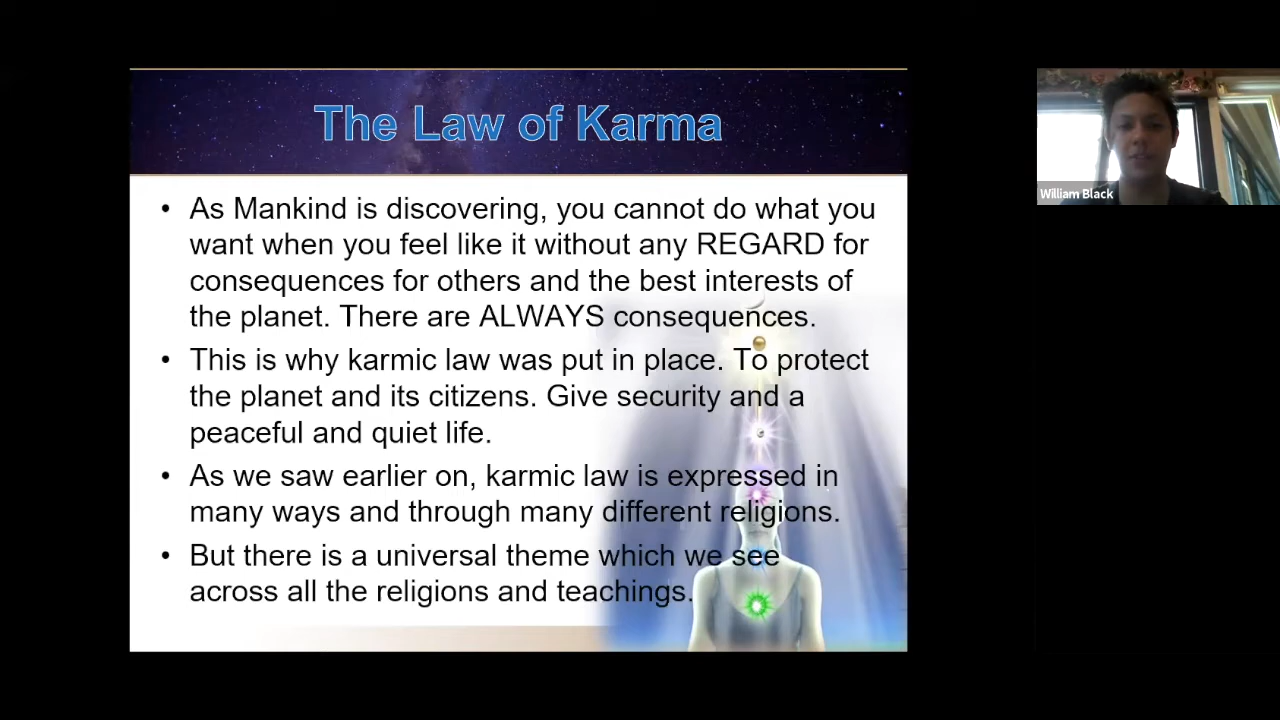 The Law of Karma
• As Mankind is discovering, you cannot do what you
want when you feel like it without any REGARD for
consequences for others and the best interests of
the planet. There are ALWAYS consequences.
• This is why karmic law was put in place. To protect
the planet and its citizens. Give security and a
peaceful and quiet life.
• As we saw earlier on, karmic law is expressed in
many ways and through many different religions.
• But there is a universal theme which we see
across all the religions and teachings.
William Black